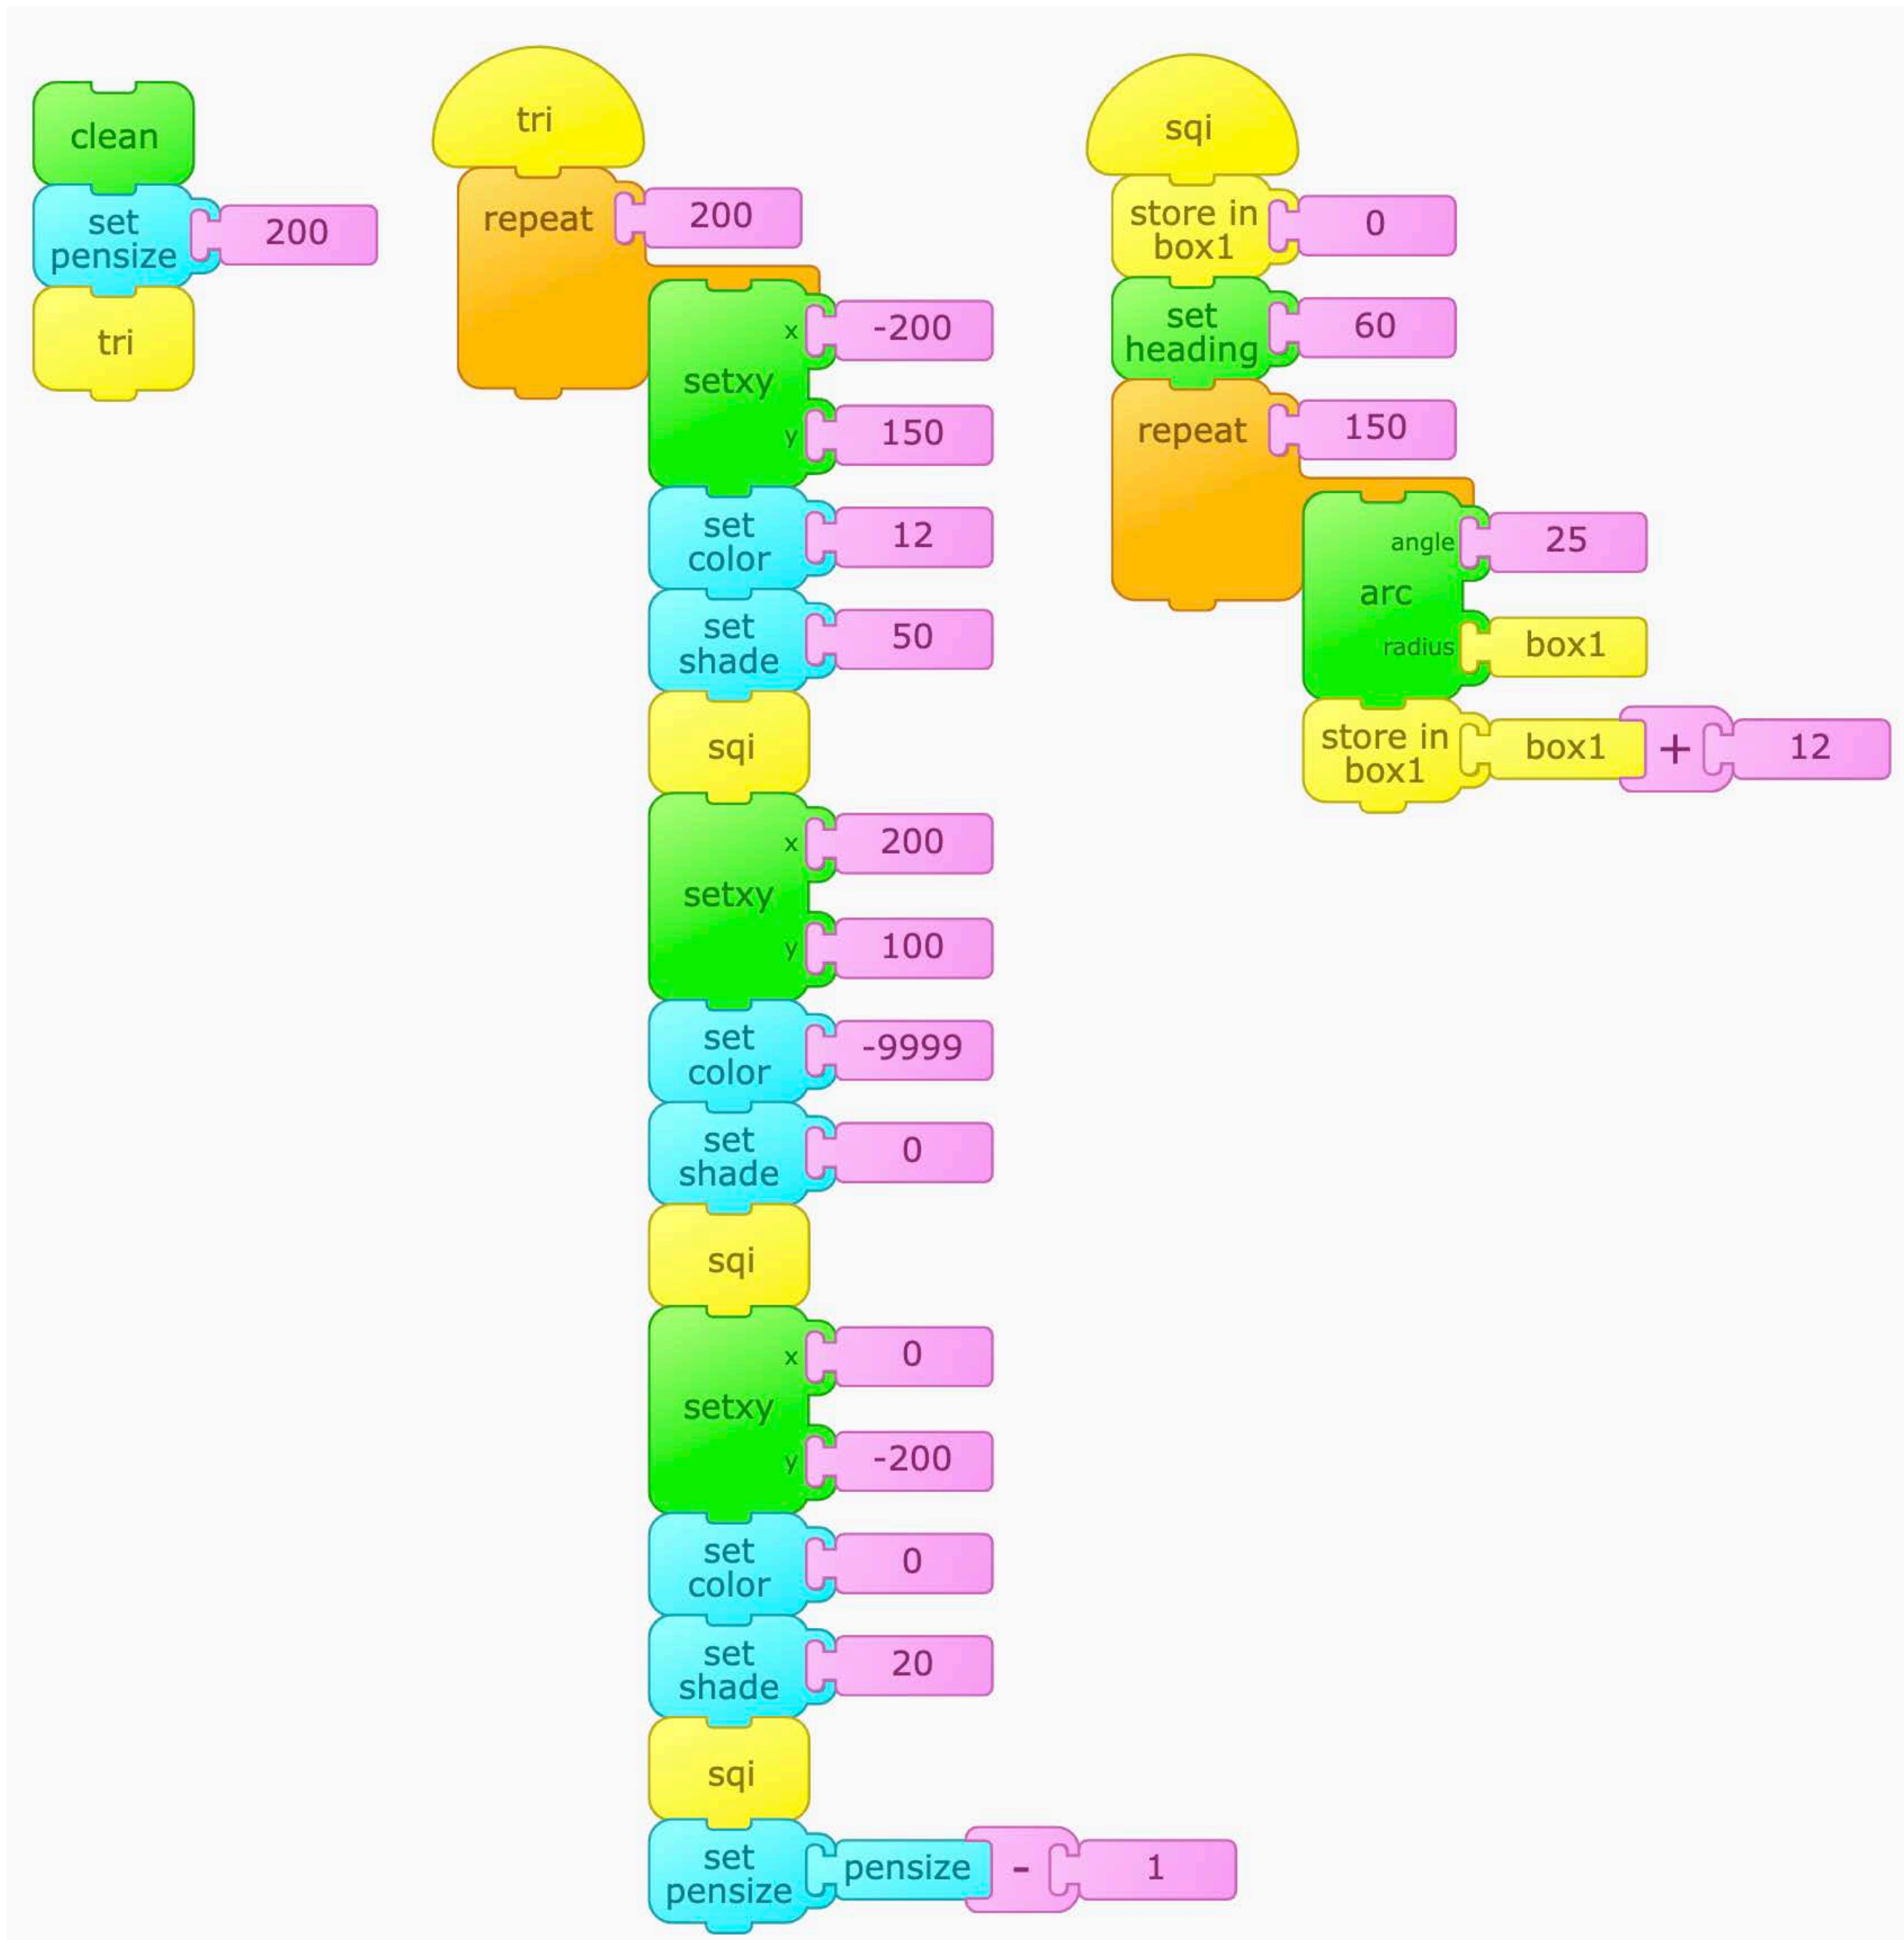 clean
set
pensize
200
tri
tri
repeat
200
setxy
x
-200
y
150
set
color
12
set
shade
50
sqi
setxy
x
200
y
100
set
color
-9999
set
shade
0
sqi
setxy
x
0
y
-200
set
color
0
set
shade
20
sqi
set
pensize
pensize - 1
sqi
store in
box1
0
set
heading
60
repeat
150
arc
angle
25
radius
box1
store in
box1
box1 + 12